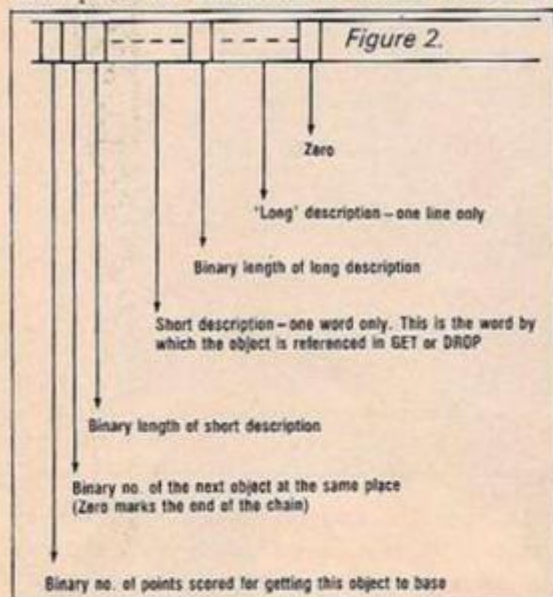 Figure 2.
Zero
'Long' description – one line only
Binary length of long description
Short description – one word only. This is the word by
which the object is referenced in GET or DROP
Binary length of short description
Binary no. of the next object at the same place
(Zero marks the end of the chain)
Binary no. of points scored for getting this object to base